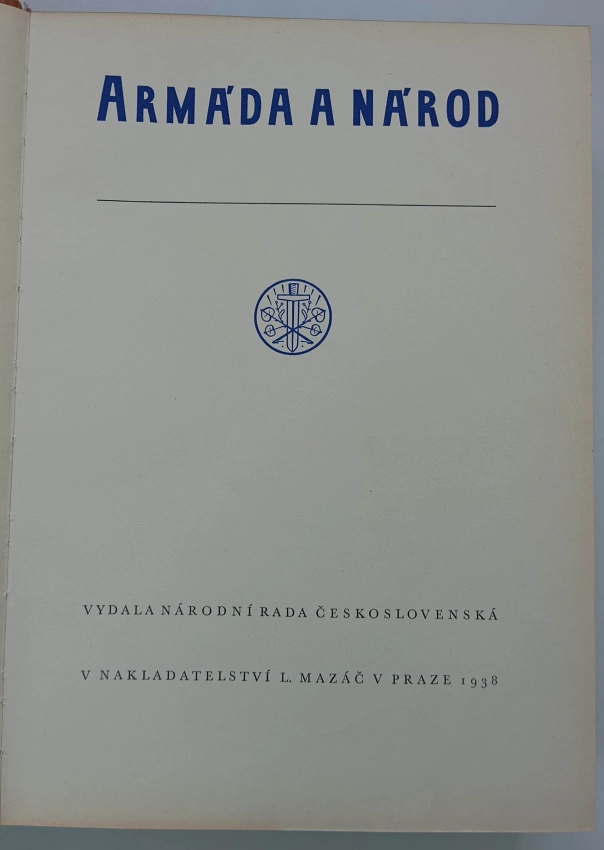 ARMÁDA A NÁROD
VYDALA NÁRODNÍ RADA ČESKOSLOVENSKÁ
V NAKLADATELSTVÍ L. MAZÁČ V PRAZE 1938